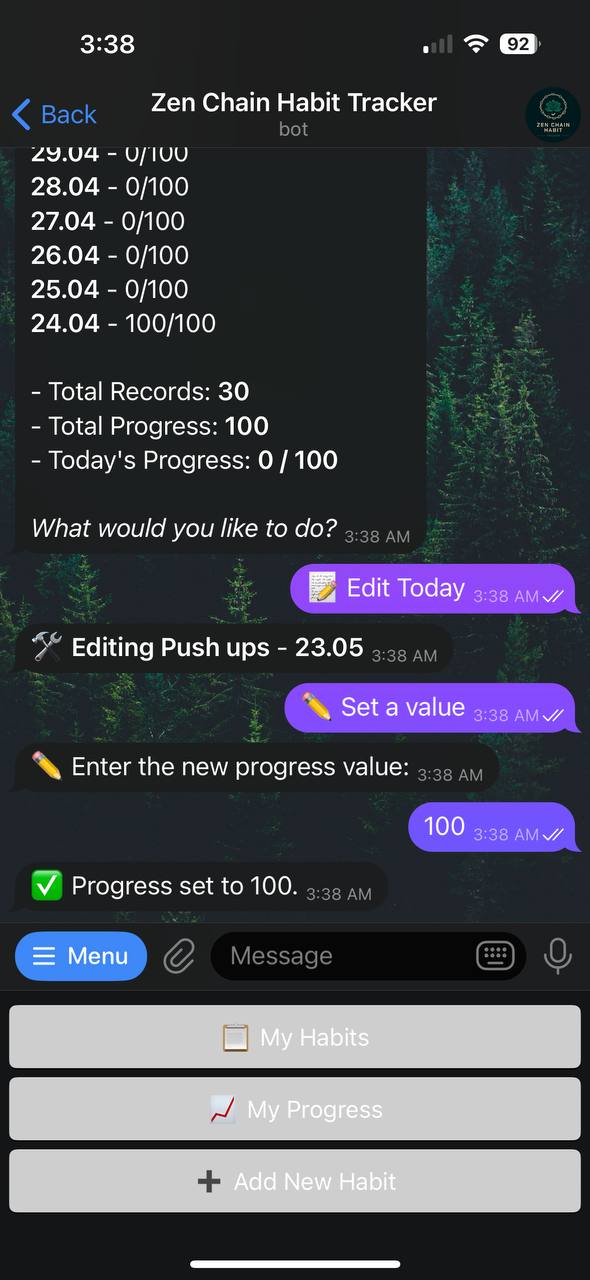 3:38
92
Back
Zen Chain Habit Tracker
bot
ZEN CHAIN
HABIT
29.04 - 0/100
28.04 - 0/100
27.04 - 0/100
26.04 - 0/100
25.04 - 0/100
24.04 - 100/100
- Total Records: 30
- Total Progress: 100
- Today's Progress: 0 / 100
What would you like to do? 3:38 AM
📝 Edit Today 3:38 AM
🛠 Editing Push ups - 23.05 3:38 AM
✏️ Set a value 3:38 AM
✏️ Enter the new progress value: 3:38 AM
100 3:38 AM
✅ Progress set to 100. 3:38 AM
Menu
Message
📋 My Habits
📈 My Progress
➕ Add New Habit